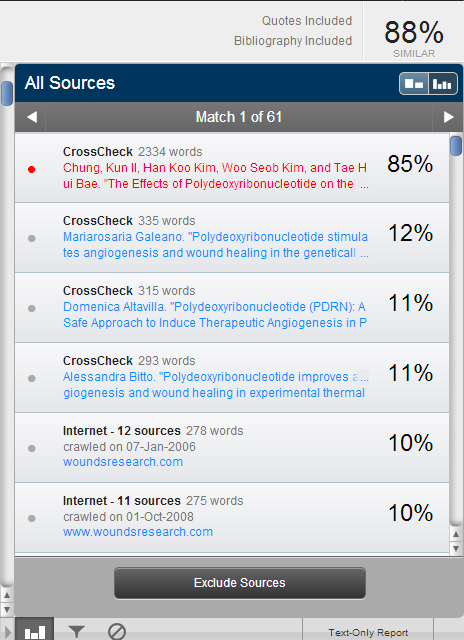 Quotes Included
Bibliography Included
88%
SIMILAR
All Sources
Match 1 of 61
CrossCheck 2334 words
Chung, Kun Il, Han Koo Kim, Woo Seob Kim, and Tae H
ui Bae. "The Effects of Polydeoxyribonucleotide on the ...
85%
CrossCheck 335 words
Mariarosaria Galeano. "Polydeoxyribonucleotide stimula
tes angiogenesis and wound healing in the geneticall ...
12%
CrossCheck 315 words
Domenica Altavilla. "Polydeoxyribonucleotide (PDRN): A
Safe Approach to Induce Therapeutic Angiogenesis in P
11%
CrossCheck 293 words
Alessandra Bitto. "Polydeoxyribonucleotide improves a...
giogenesis and wound healing in experimental thermal
11%
Internet - 12 sources 278 words
crawled on 07-Jan-2006
woundsresearch.com
10%
Internet - 11 sources 275 words
crawled on 01-Oct-2008
www.woundsresearch.com
10%
Exclude Sources
Text-Only Report